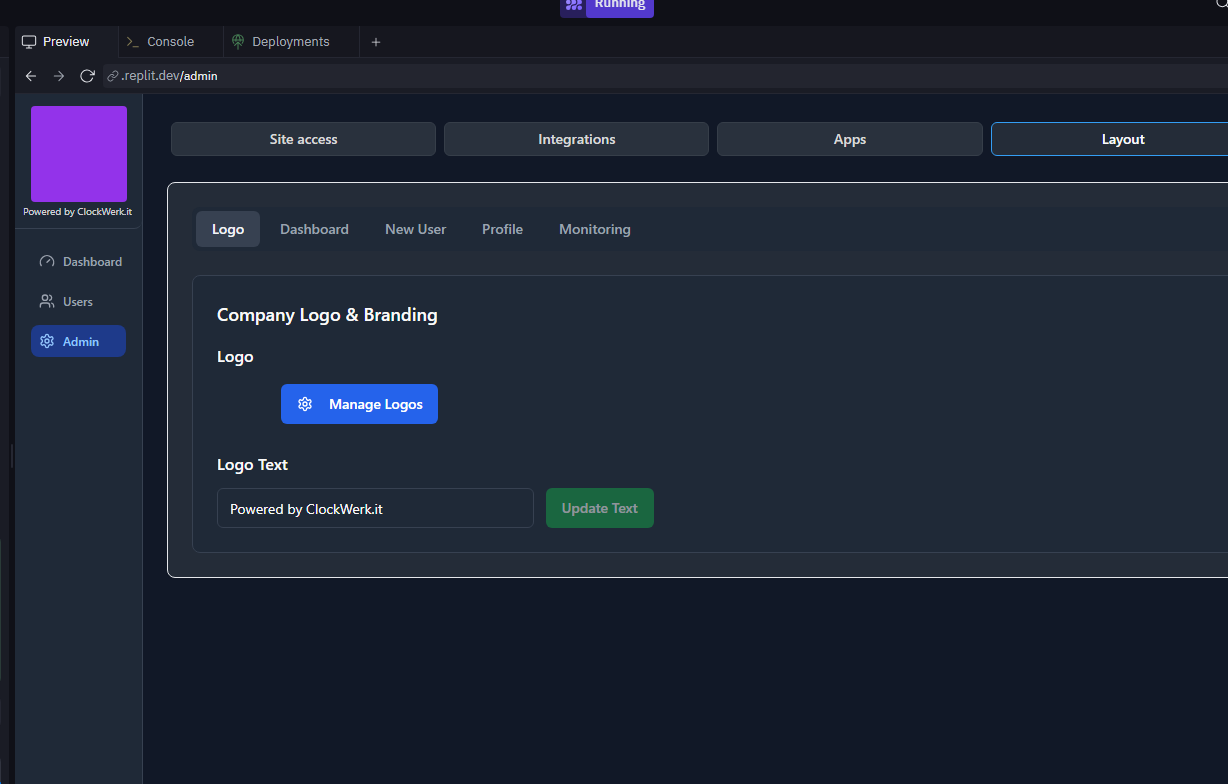 Running
Preview
Console
Deployments
.replit.dev/admin
Powered by ClockWerk.it
Dashboard
Users
Admin
Site access
Integrations
Apps
Layout
Logo
Dashboard
New User
Profile
Monitoring
Company Logo & Branding
Logo
Manage Logos
Logo Text
Powered by ClockWerk.it
Update Text